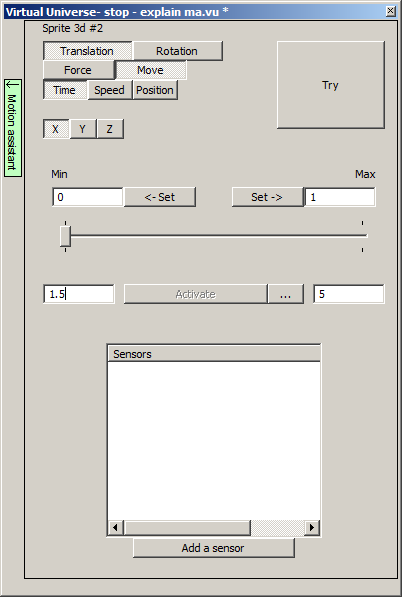 Virtual Universe- stop - explain ma.vu *
Sprite 3d #2
Translation Rotation
Force Move
Time Speed Position
Try
Motion assistant
X Y Z
Min Max
0 <- Set Set -> 1
1.5 Activate ... 5
Sensors
Add a sensor